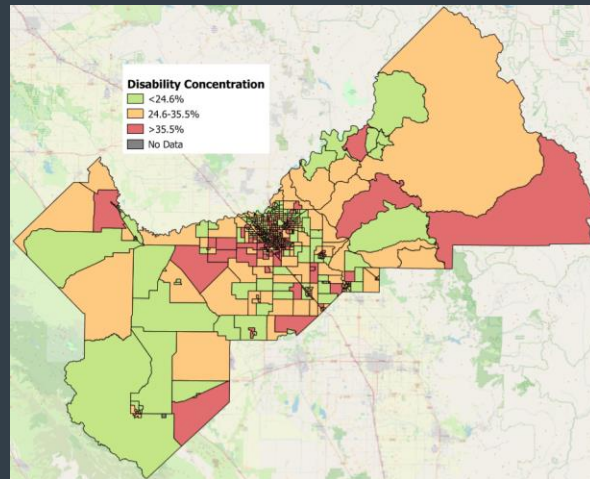 Disability Concentration
<24.6%
24.6-35.5%
>35.5%
No Data